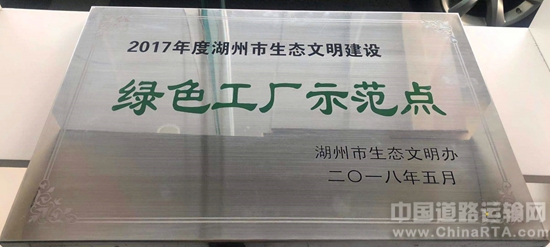 2017年度湖州市生态文明建设
绿色工厂示范点
湖州市生态文明办
二〇一八年五月
中国道路运输网
www.ChinaRTA.com